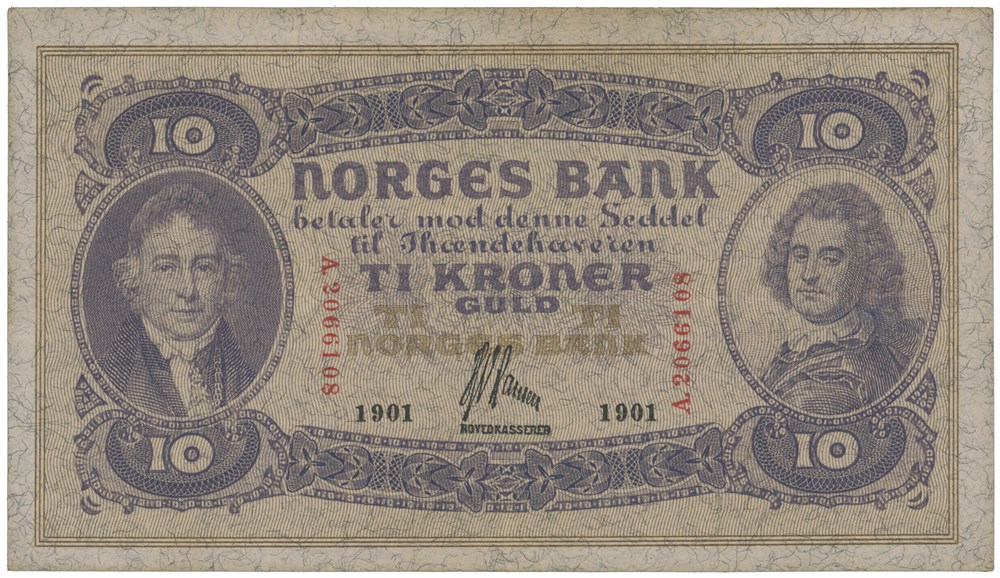 10 10
NORGES BANK
betaler mod denne Seddel
til Ihændehaveren
TI KRONER
GULD
TI TI
NORGES BANK
A.2066108
A.2066108
1901 1901
HOVEDKASSERER
10 10